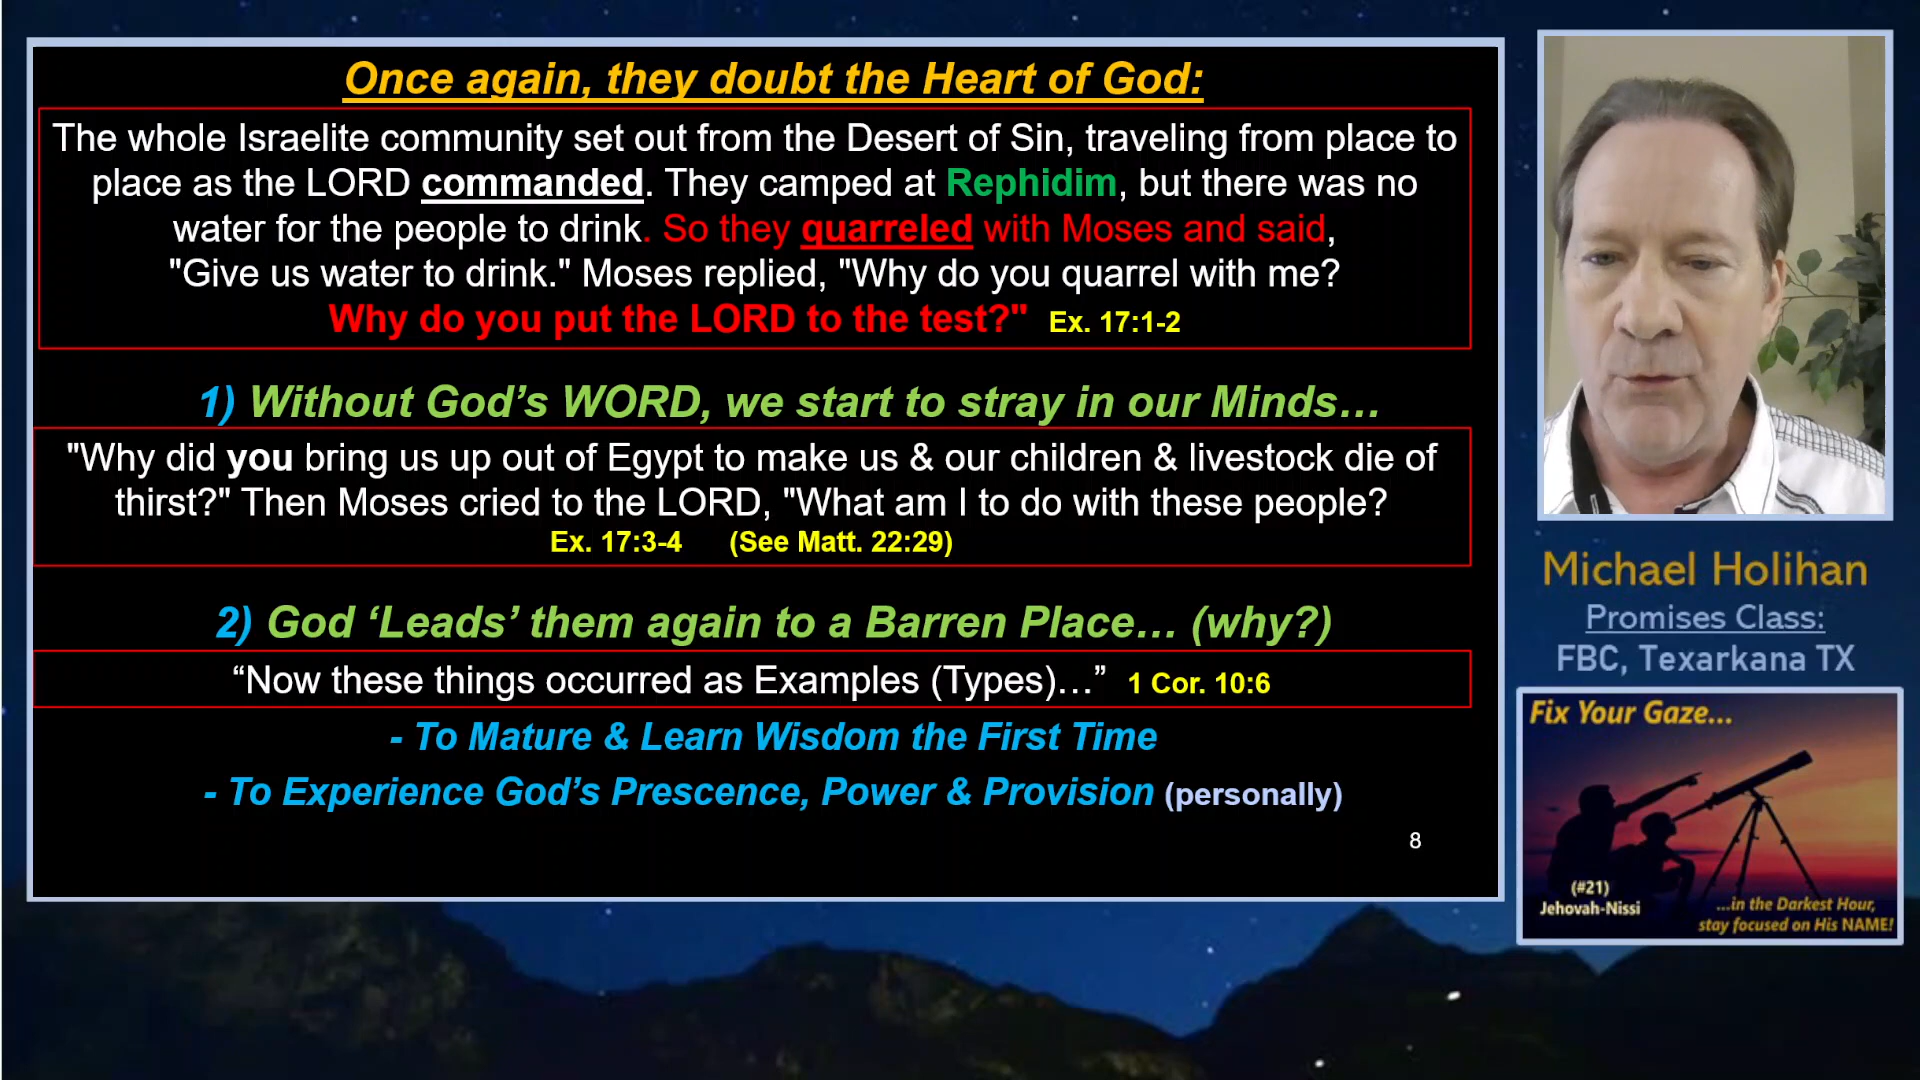 Once again, they doubt the Heart of God:
The whole Israelite community set out from the Desert of Sin, traveling from place to
place as the LORD commanded. They camped at Rephidim, but there was no
water for the people to drink. So they quarreled with Moses and said,
"Give us water to drink." Moses replied, "Why do you quarrel with me?
Why do you put the LORD to the test?" Ex. 17:1-2
1) Without God’s WORD, we start to stray in our Minds…
"Why did you bring us up out of Egypt to make us & our children & livestock die of
thirst?" Then Moses cried to the LORD, "What am I to do with these people?
Ex. 17:3-4 (See Matt. 22:29)
2) God ‘Leads’ them again to a Barren Place… (why?)
“Now these things occurred as Examples (Types)…” 1 Cor. 10:6
- To Mature & Learn Wisdom the First Time
- To Experience God’s Prescence, Power & Provision (personally)
8
Michael Holihan
Promises Class:
FBC, Texarkana TX
Fix Your Gaze...
(#21)
Jehovah-Nissi
...in the Darkest Hour,
stay focused on His NAME!